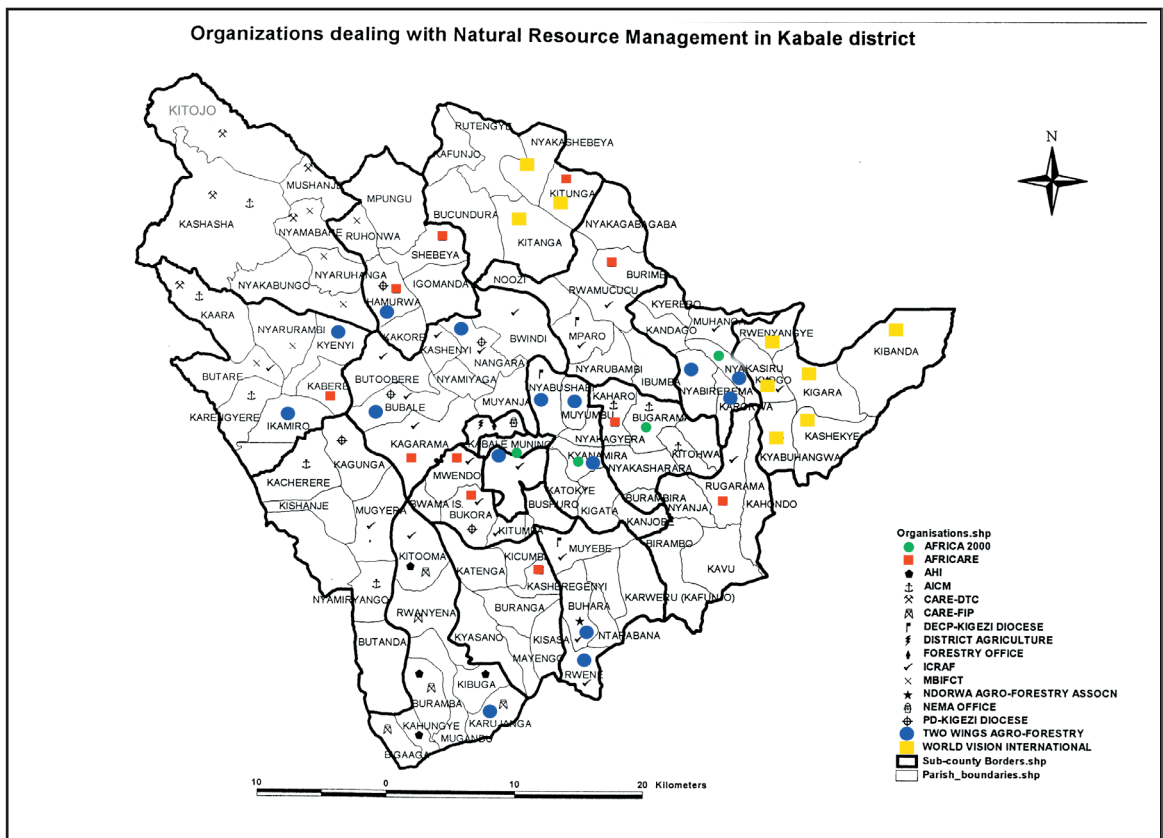 Organizations dealing with Natural Resource Management in Kabale district
N
KITOJO
RUTENGYE
NYAKASHEBEYA
KAFUNJO
MUSHANJE
MPUNGU
KITUNGA
KASHASHA
NYAMABARE
RUHONWA
BUCUNDURA
NYAKAGABAGABA
KITANGA
SHEBEYA
NYARUHANGA
NYAKABUNGO
IGOMANDA
NOOZI
BURIME
RWAMUCUCU
HAMURWA
KAARA
KYEREBO
NYARURAMBI
KYENYI
KAKORE
KASHENYI
BWINDI
MPARO
KANDAGO
MUHANGA
RWENYANGYE
KIBANDA
NANGARA
NYARUBAMBI
NYAKASIRU
BUTARE
KABERE
BUTOOBERE
NYAMIYAGA
NYABUSHABI
IBUMBA
NYABIREREMA
KYOGO
KIGARA
KARENGYERE
IKAMIRO
BUBALE
MUYANJE
MUYUMBU
KAHARO
BUGARAMA
KARORWA
KASHEKYE
KAGARAMA
KABALE MUNINO
NYAKAGYERA
KITOHWA
KYABUHANGWA
KAGUNGA
MWENDO
KYANAMIRA
NYAKASHARARA
KACHERERE
RUGARAMA
KISHANJE
MUGYERA
BWAMA IS.
BUKORA
BUSPURO
KATOKYE
BURAMBIRA
NYANJA
KAHONDO
KIGATA
KANJOBE
KITUMBA
KITOOMA
KICUMBI
MUYEBE
BIRAMBO
KATENGA
KASHEREGENYI
KAVU
NYAMIRYANGO
RWANYENA
BURANGA
BUHARA
KARWERU (KAFUNJO)
BUTANDA
KYASANO
KISASA
NTARABANA
MAYENGO
RWENE
KIBUGA
BURAMBA
KAHUNGYE
KARUJANGA
MUGANDU
BIGAAGA
Organisations.shp
AFRICA 2000
AFRICARE
AHI
AICM
CARE-DTC
CARE-FIP
DECP-KIGEZI DIOCESE
DISTRICT AGRICULTURE
FORESTRY OFFICE
ICRAF
MBIFCT
NDORWA AGRO-FORESTRY ASSOCN
NEMA OFFICE
PD-KIGEZI DIOCESE
TWO WINGS AGRO-FORESTRY
WORLD VISION INTERNATIONAL
Sub-county Borders.shp
Parish_boundaries.shp
10 0 10 20 Kilometers